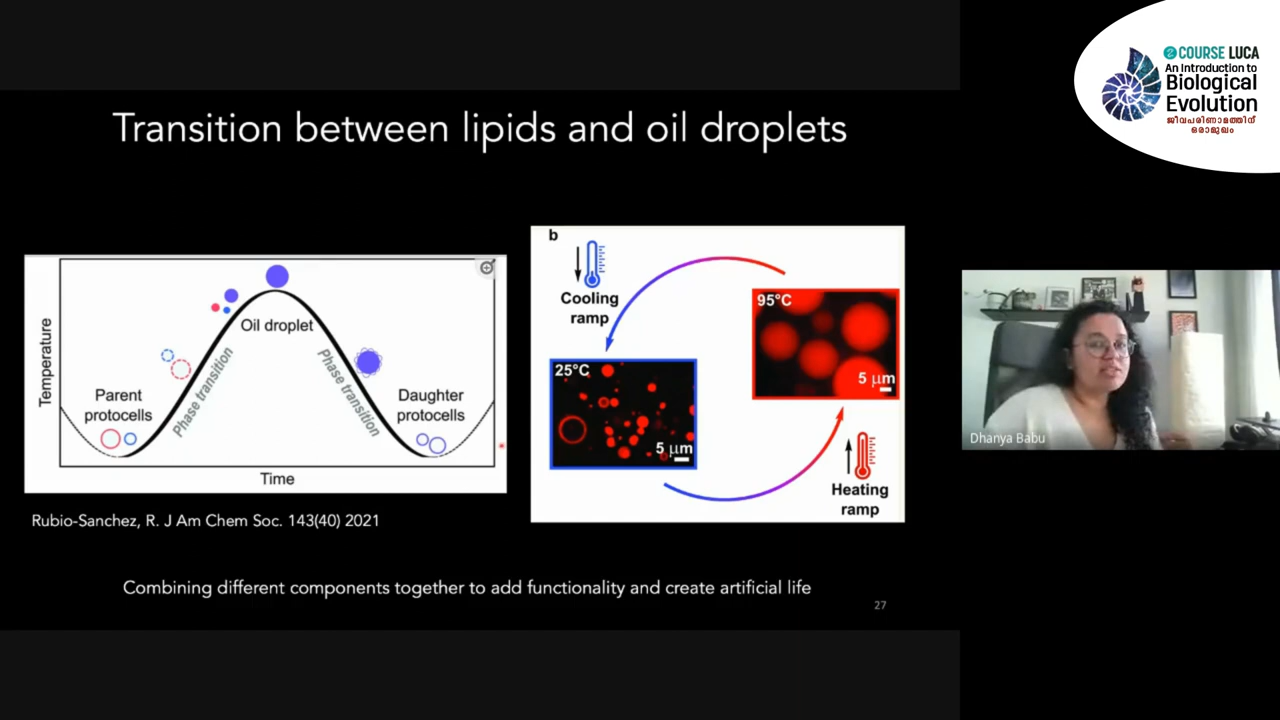 COURSE LUCA
An Introduction to
Biological
Evolution
ജീവപരിണാമത്തിന്
ഒരാമുഖം
Transition between lipids and oil droplets
Temperature
Parent
protocells
Phase transition
Oil droplet
Phase transition
Daughter
protocells
Time
b
Cooling
ramp
95°C
5 μm
25°C
5 μm
Heating
ramp
Dhanya Babu
Rubio-Sanchez, R. J Am Chem Soc. 143(40) 2021
Combining different components together to add functionality and create artificial life
27